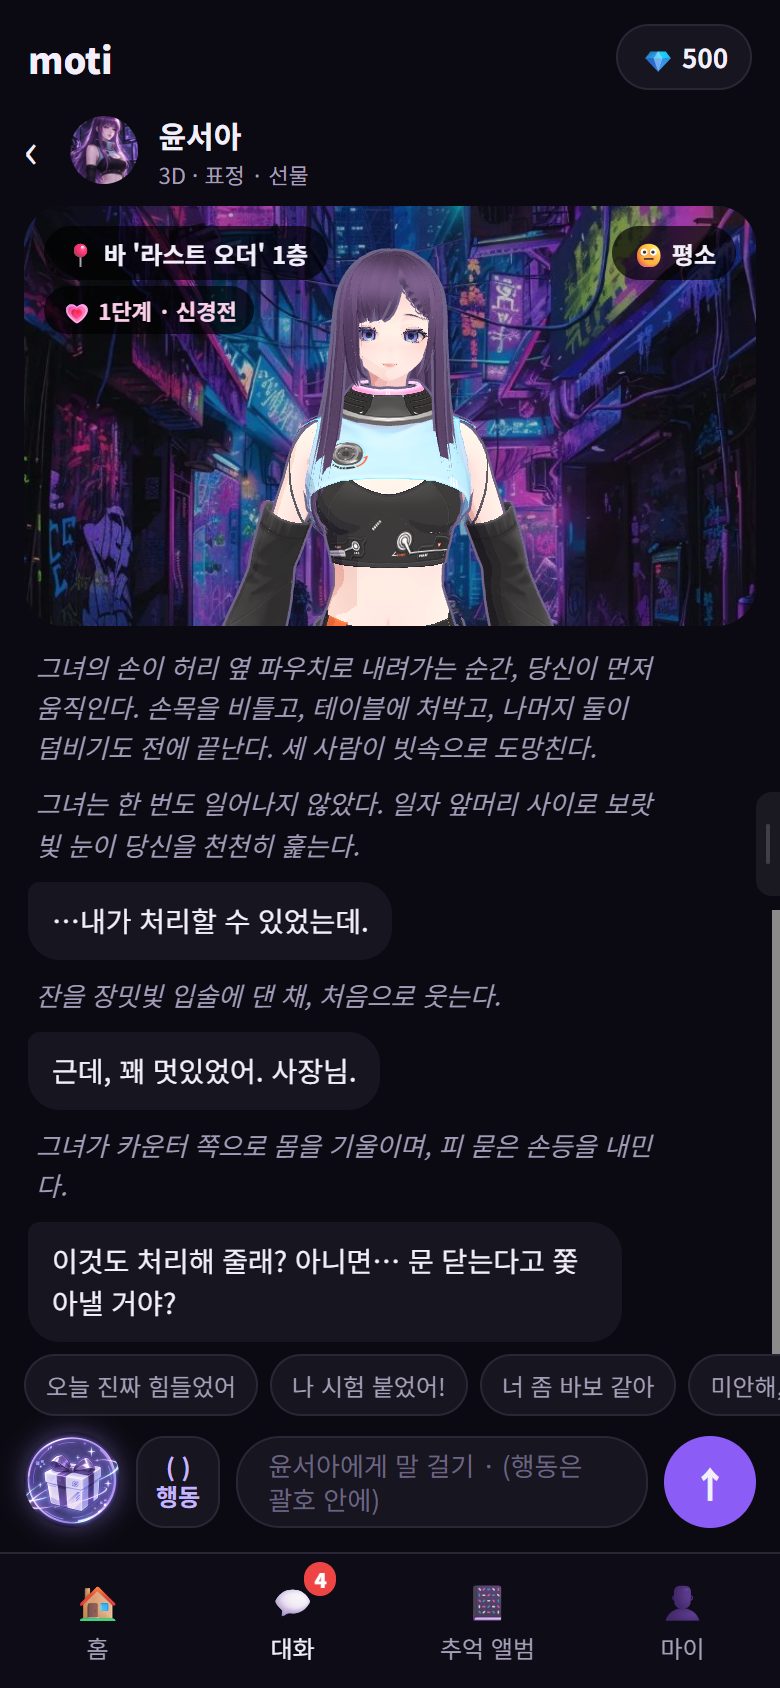 moti
500
윤서아
3D · 표정 · 선물
바 '라스트 오더' 1층
평소
1단계 · 신경전
그녀의 손이 허리 옆 파우치로 내려가는 순간, 당신이 먼저
움직인다. 손목을 비틀고, 테이블에 처박고, 나머지 둘이
덤비기도 전에 끝난다. 세 사람이 빗속으로 도망친다.
그녀는 한 번도 일어나지 않았다. 일자 앞머리 사이로 보랏
빛 눈이 당신을 천천히 훑는다.
…내가 처리할 수 있었는데.
잔을 장밋빛 입술에 댄 채, 처음으로 웃는다.
근데, 꽤 멋있었어. 사장님.
그녀가 카운터 쪽으로 몸을 기울이며, 피 묻은 손등을 내민
다.
이것도 처리해 줄래? 아니면… 문 닫는다고 쫓
아낼 거야?
오늘 진짜 힘들었어
나 시험 붙었어!
너 좀 바보 같아
미안해,
( )
행동
윤서아에게 말 걸기 · (행동은
괄호 안에)
4
홈
대화
추억 앨범
마이